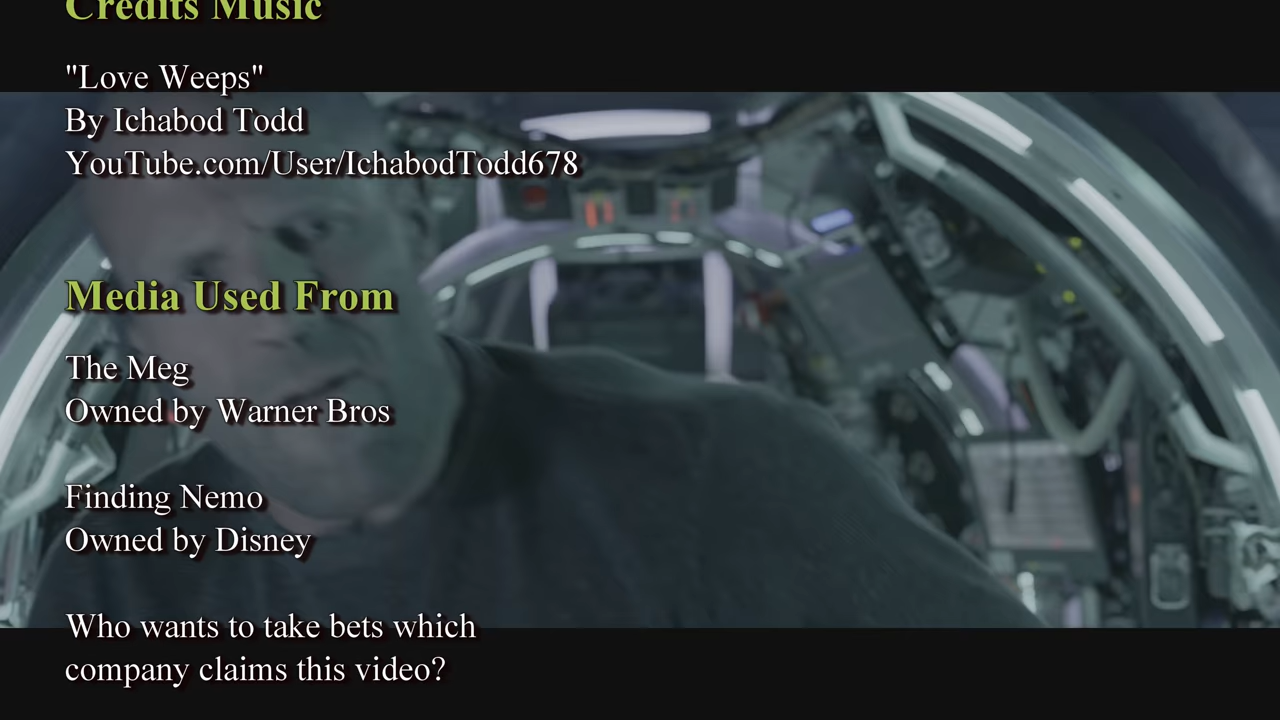 Credits Music
"Love Weeps"
By Ichabod Todd
YouTube.com/User/IchabodTodd678
Media Used From
The Meg
Owned by Warner Bros
Finding Nemo
Owned by Disney
Who wants to take bets which
company claims this video?